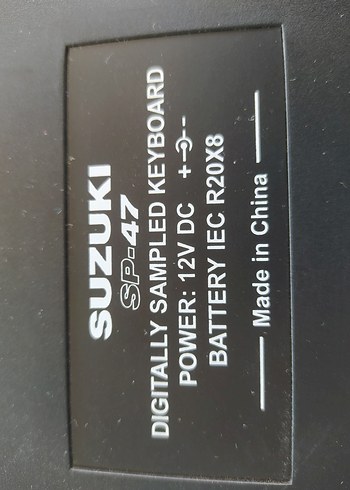 SUZUKI
SP-47
DIGITALLY SAMPLED KEYBOARD
POWER: 12V DC + -
BATTERY IEC R20X8
Made in China